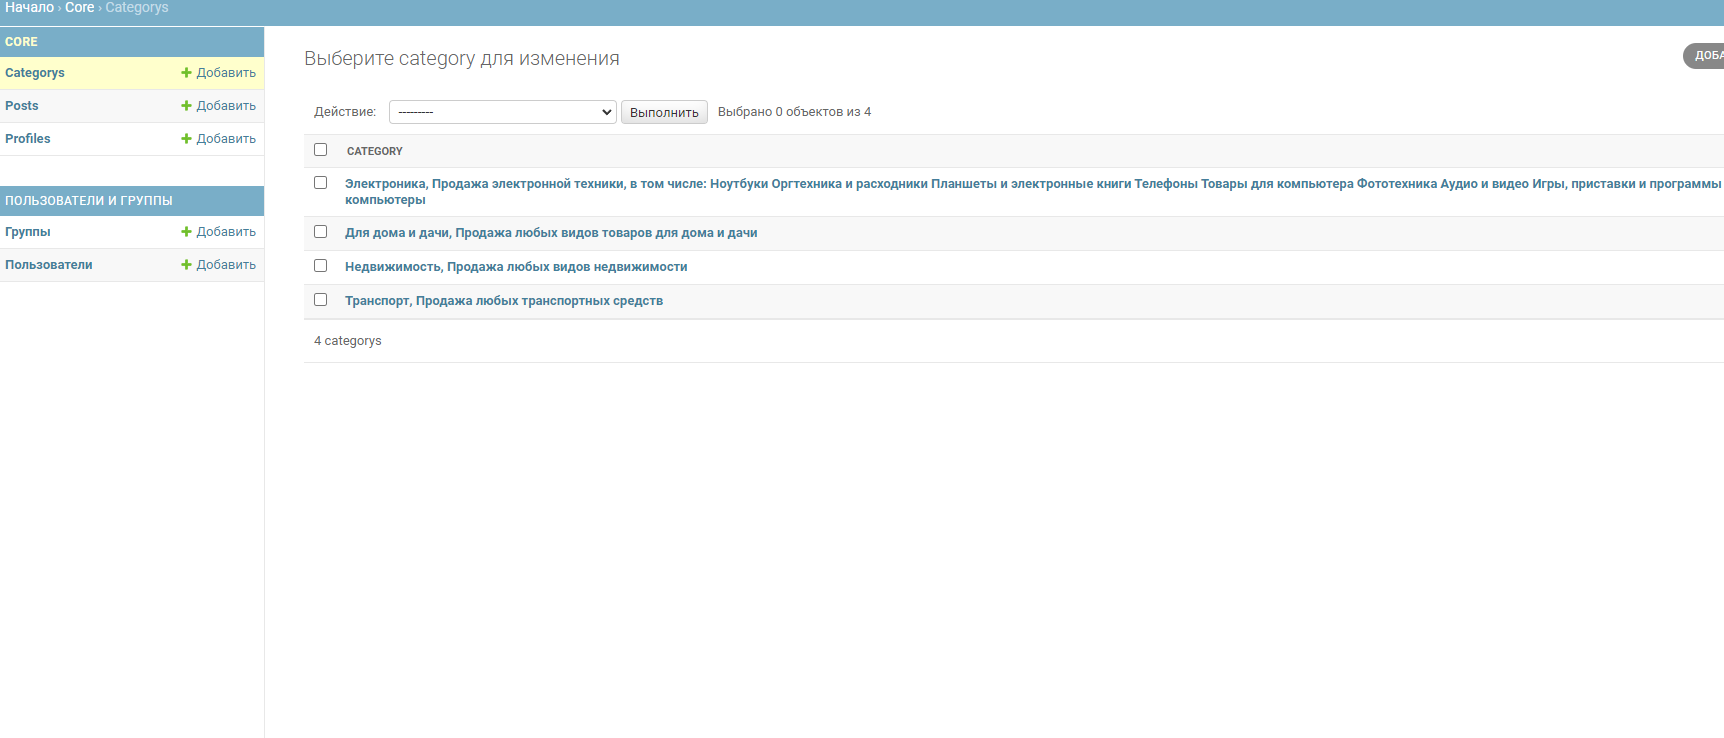 Начало › Core › Categorys
CORE
Categorys Добавить
Posts Добавить
Profiles Добавить
ПОЛЬЗОВАТЕЛИ И ГРУППЫ
Группы Добавить
Пользователи Добавить
Выберите category для изменения
Действие: --------- Выполнить Выбрано 0 объектов из 4
CATEGORY
Электроника, Продажа электронной техники, в том числе: Ноутбуки Оргтехника и расходники Планшеты и электронные книги Телефоны Товары для компьютера Фототехника Аудио и видео Игры, приставки и программы
компьютеры
Для дома и дачи, Продажа любых видов товаров для дома и дачи
Недвижимость, Продажа любых видов недвижимости
Транспорт, Продажа любых транспортных средств
4 categorys